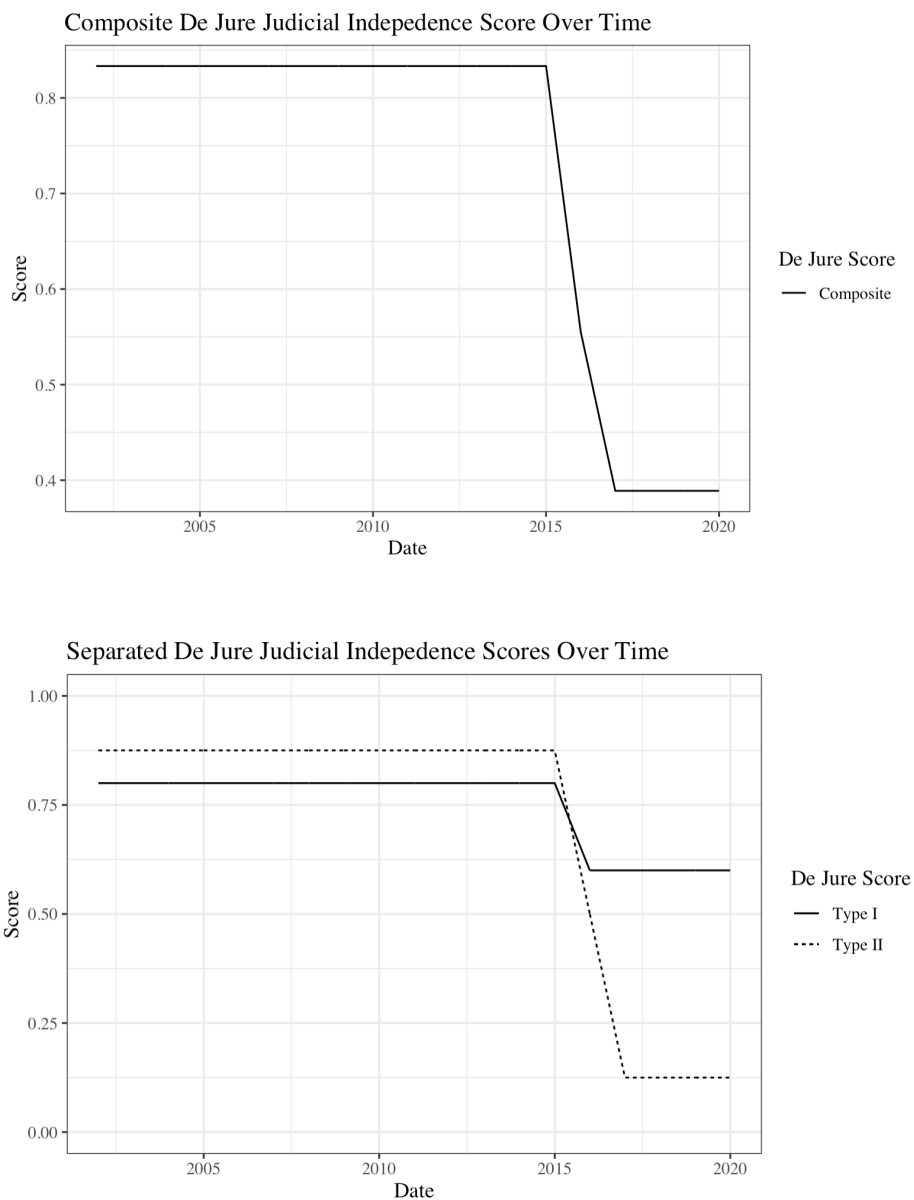 Composite De Jure Judicial Indepedence Score Over Time
0.8
0.7
0.6
0.5
0.4
Score
2005 2010 2015 2020
Date
De Jure Score
Composite
Separated De Jure Judicial Indepedence Scores Over Time
1.00
0.75
0.50
0.25
0.00
Score
2005 2010 2015 2020
Date
De Jure Score
Type I
Type II